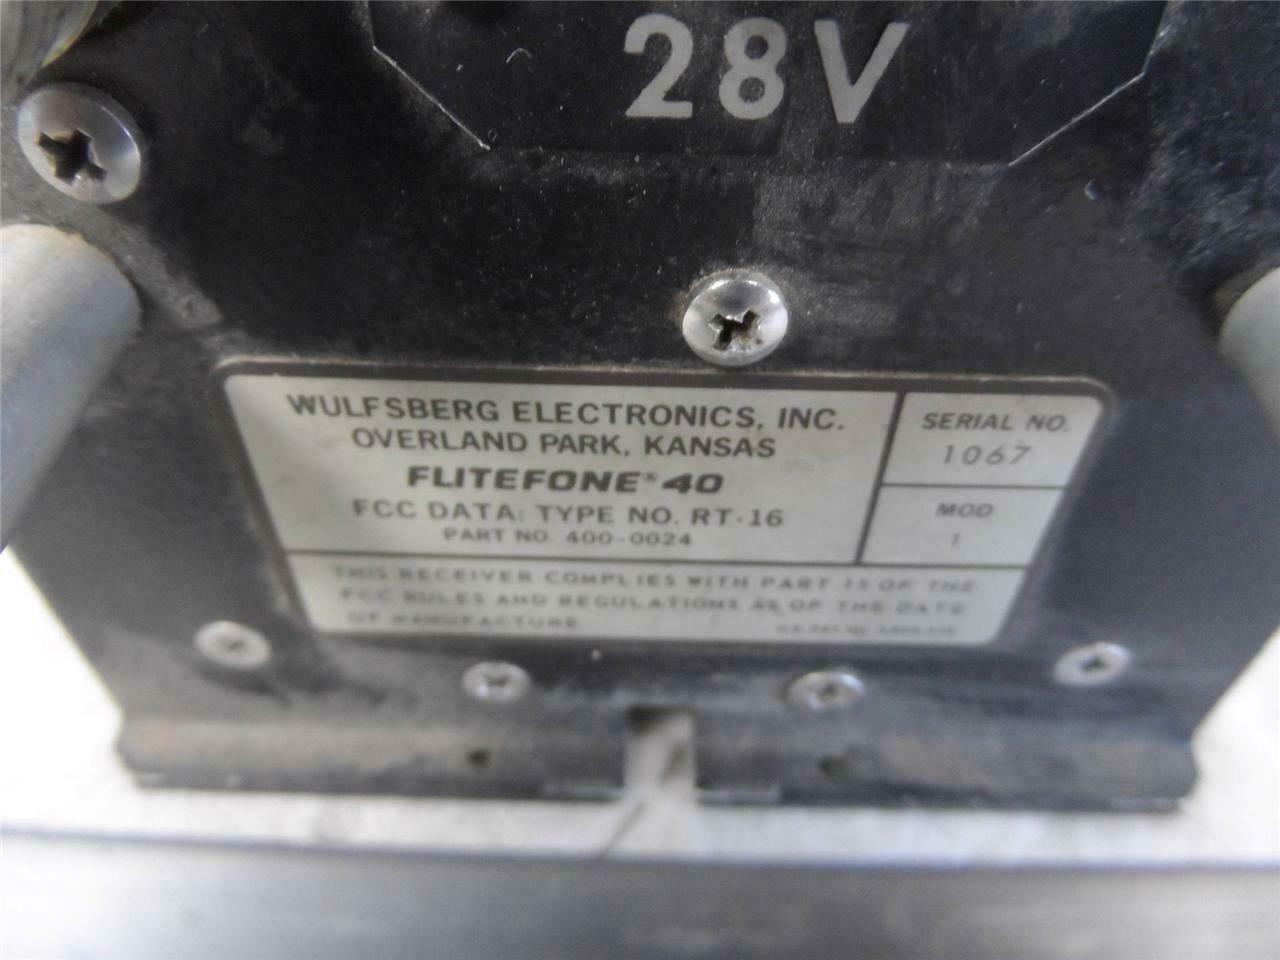 28V
WULFSBERG ELECTRONICS, INC.
OVERLAND PARK, KANSAS
FLITEFONE® 40
FCC DATA: TYPE NO. RT-16
PART NO. 400-0024
SERIAL NO.
1067
MOD
1
THIS RECEIVER COMPLIES WITH PART 15 OF THE
FCC RULES AND REGULATIONS AS OF THE DATE
OF MANUFACTURE